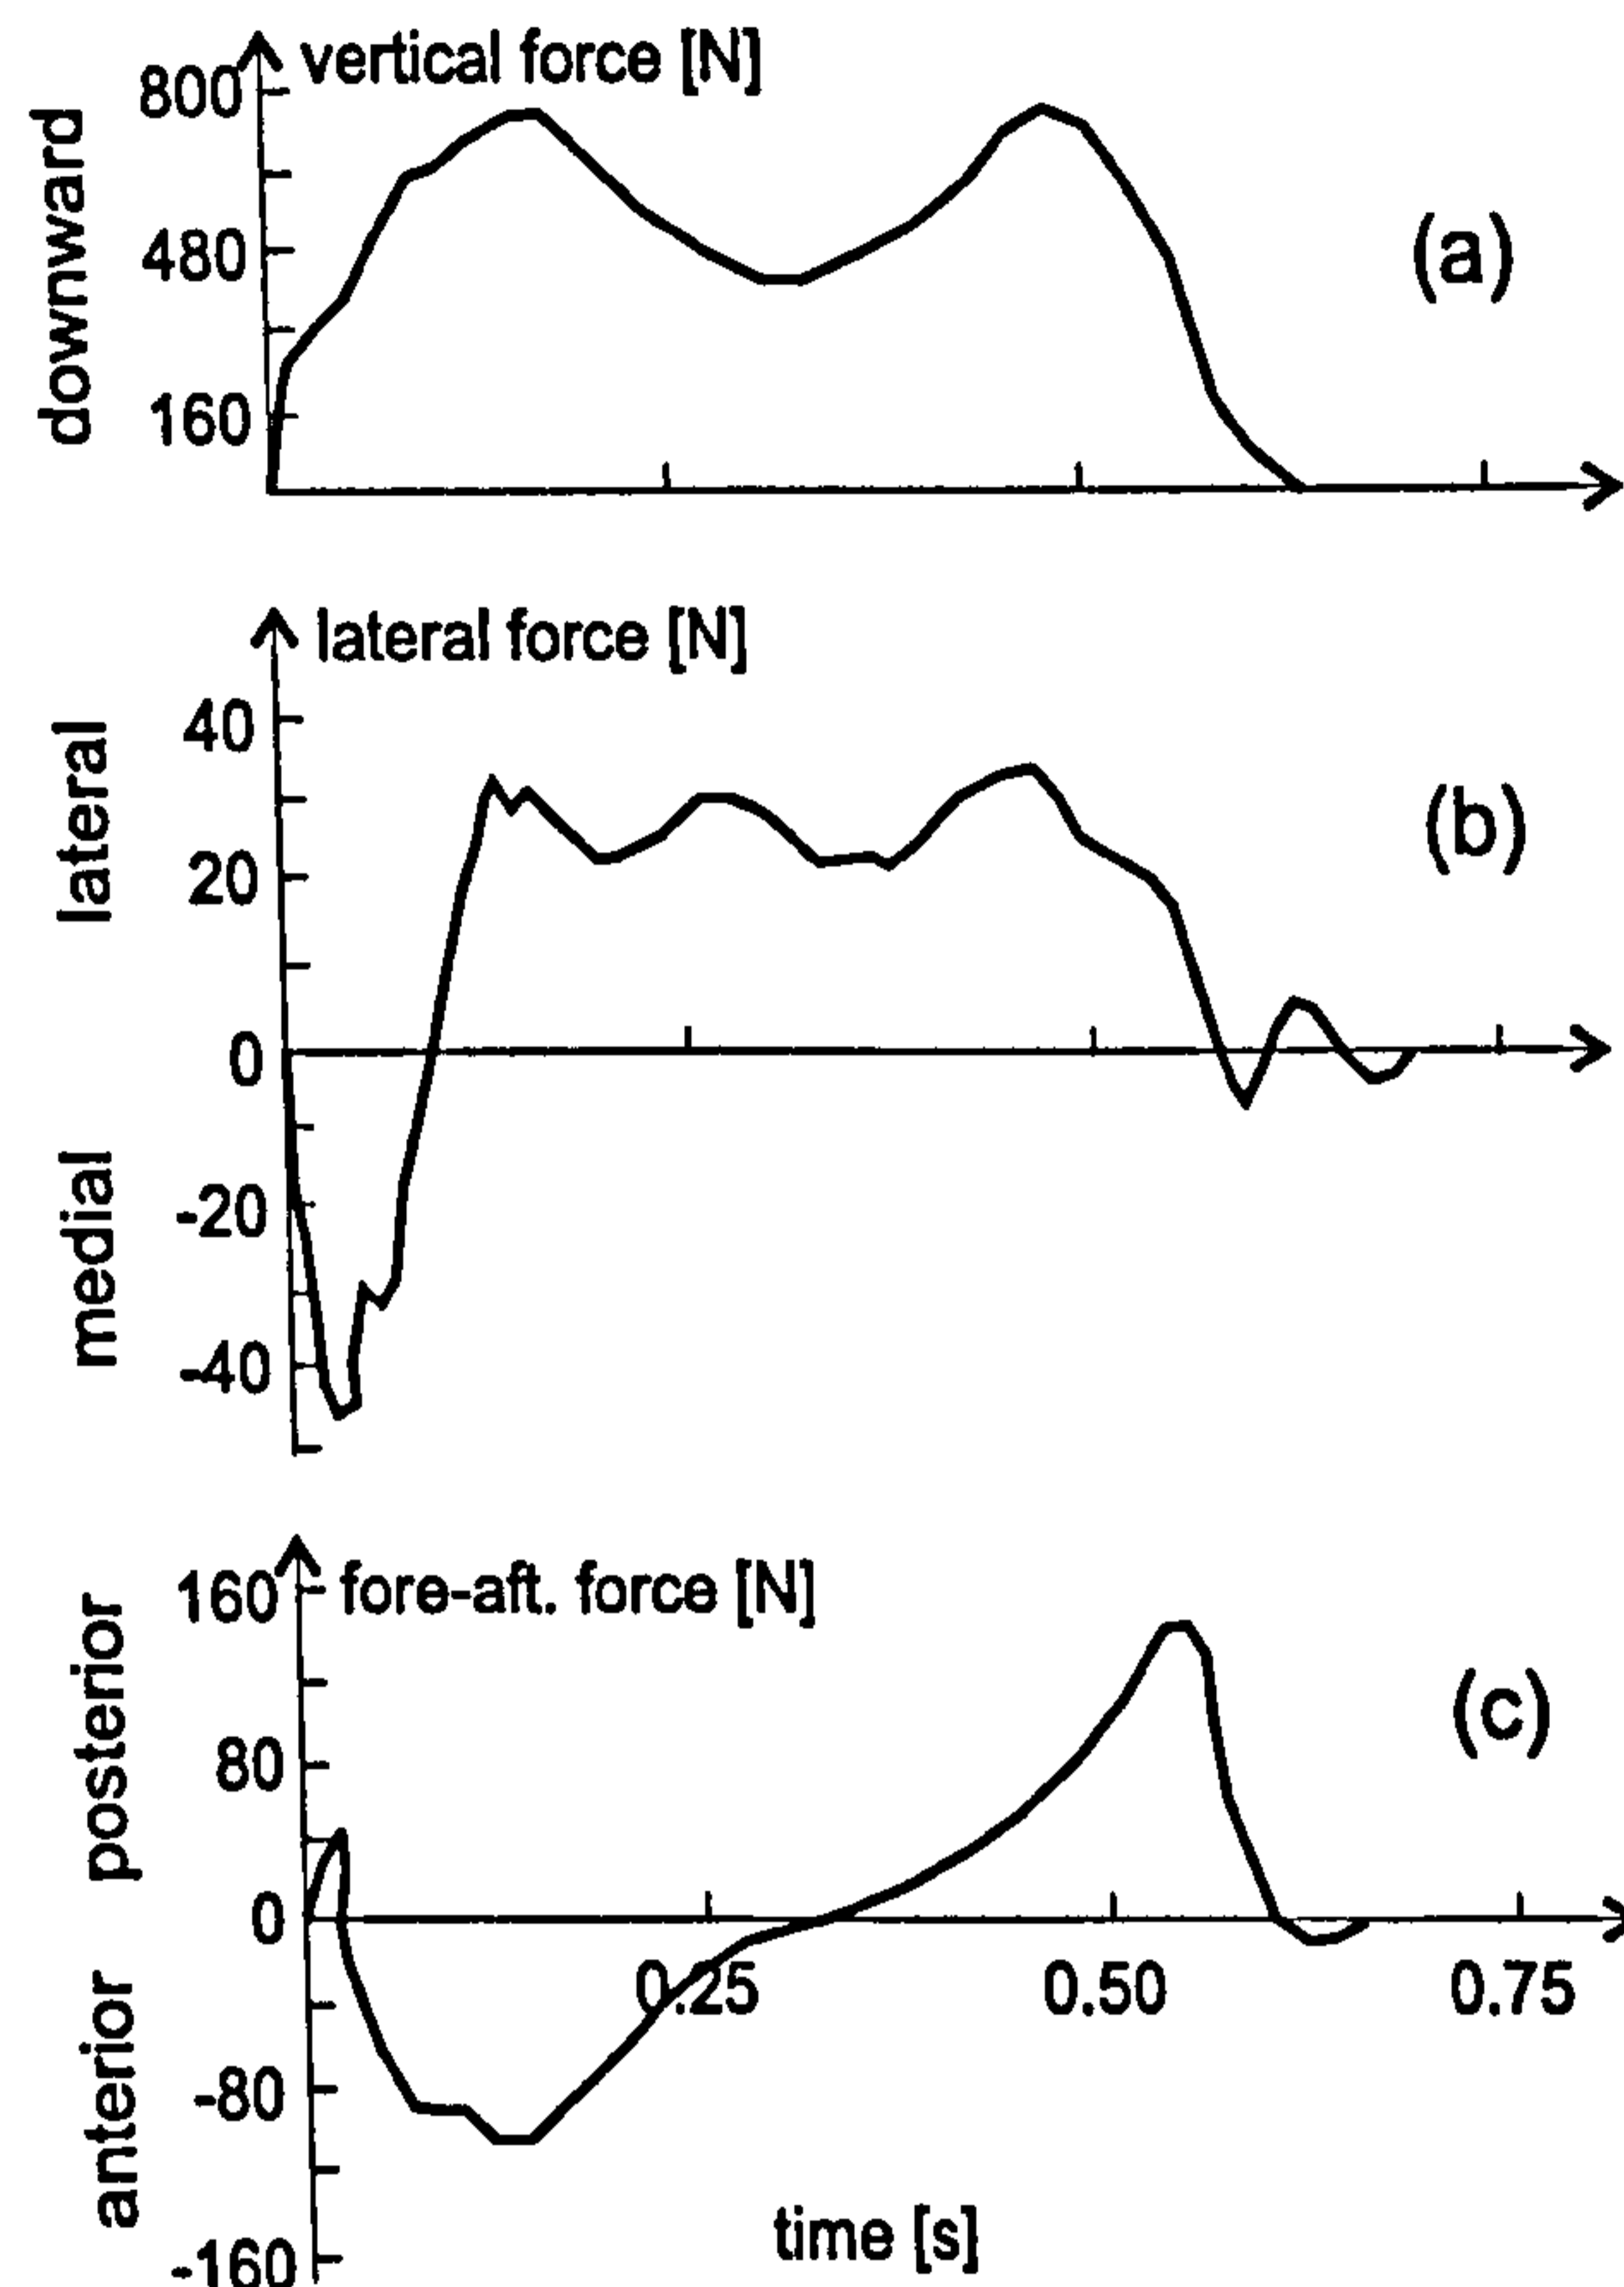 vertical force [N]
800
480
160
downward
(a)
lateral force [N]
40
20
0
-20
-40
lateral
medial
(b)
fore-aft. force [N]
160
80
0
-80
-160
posterior
anterior
(c)
0.25
0.50
0.75
time [s]